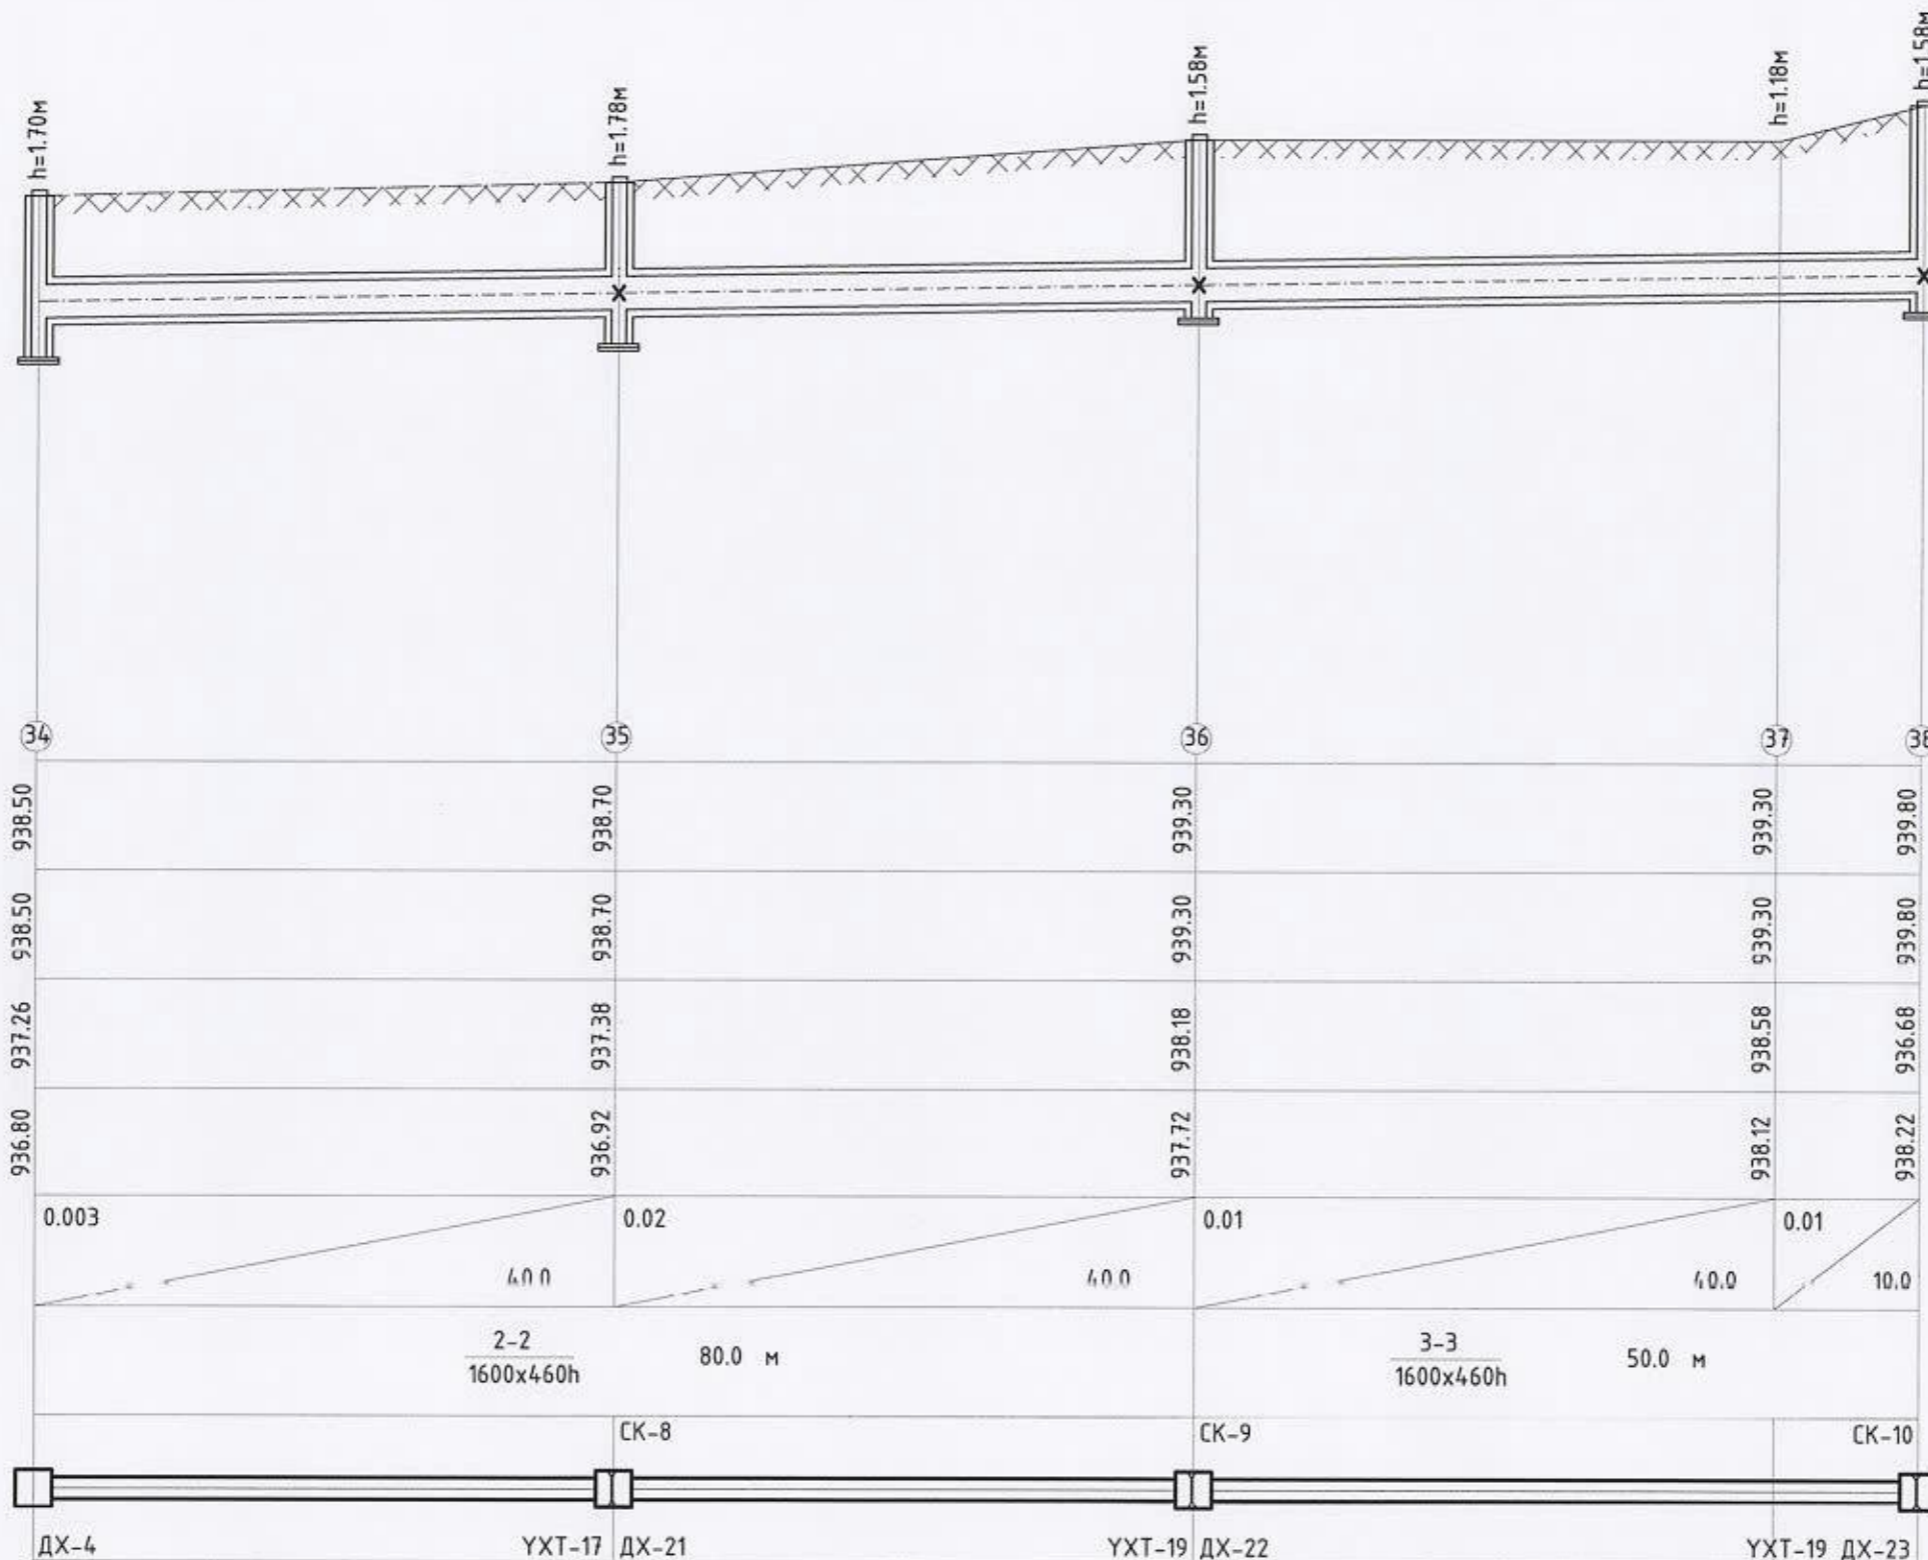 h=1.70м
h=1.78м
h=1.58м
h=1.18м
h=1.58м
34
35
36
37
38
938.50
938.70
939.30
939.30
939.80
938.50
938.70
939.30
939.30
939.80
937.26
937.38
938.18
938.58
936.68
936.80
936.92
937.72
938.12
938.22
0.003
0.02
0.01
0.01
40.0
40.0
40.0
10.0
2-2
1600x460h
80.0 м
3-3
1600x460h
50.0 м
СК-8
СК-9
СК-10
ДХ-4
УХТ-17
ДХ-21
УХТ-19
ДХ-22
УХТ-19
ДХ-23